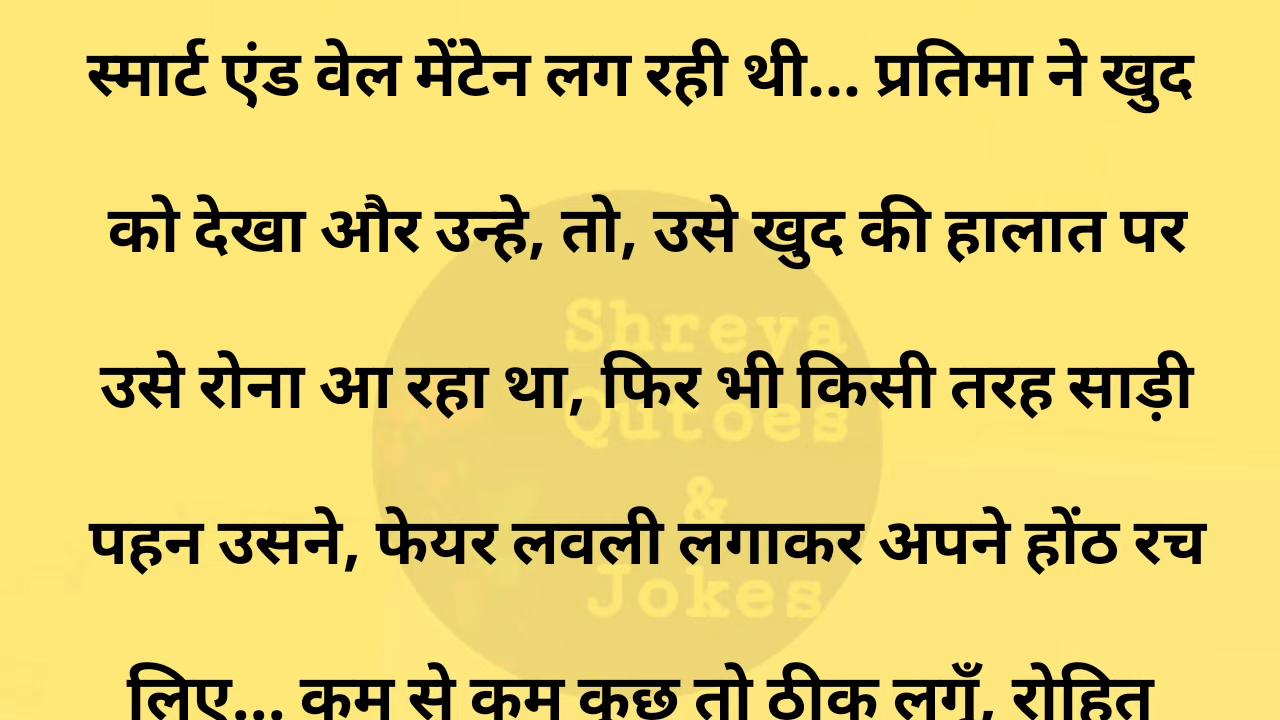 स्मार्ट एंड वेल मेंटेन लग रही थी... प्रतिमा ने खुद
को देखा और उन्हे, तो, उसे खुद की हालात पर
उसे रोना आ रहा था, फिर भी किसी तरह साड़ी
पहन उसने, फेयर लवली लगाकर अपने होंठ रच
लिए... कम से कम कुछ तो ठीक लगूँ, रोहित
Shreya
Qutoes
&
Jokes